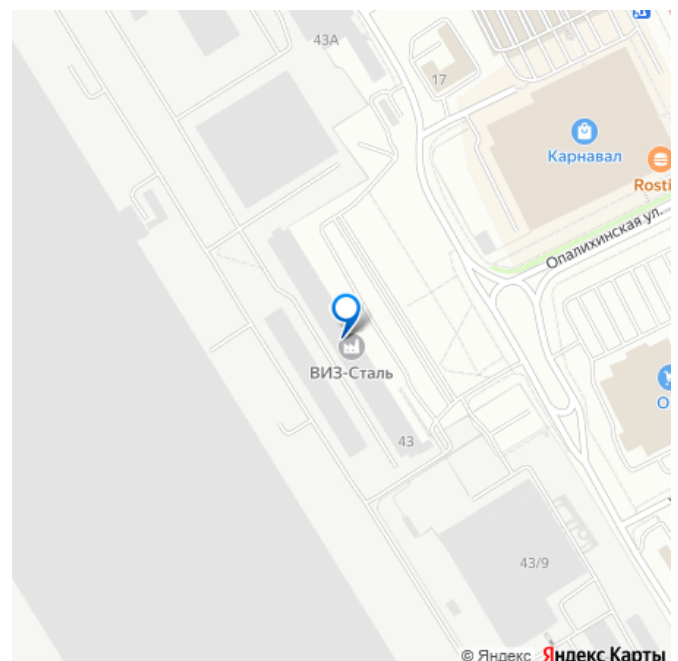 43А
17
Карнавал
Rosti
Опалихинская ул.
ВИЗ-Сталь
О
43
43/9
© Яндекс Яндекс Карты